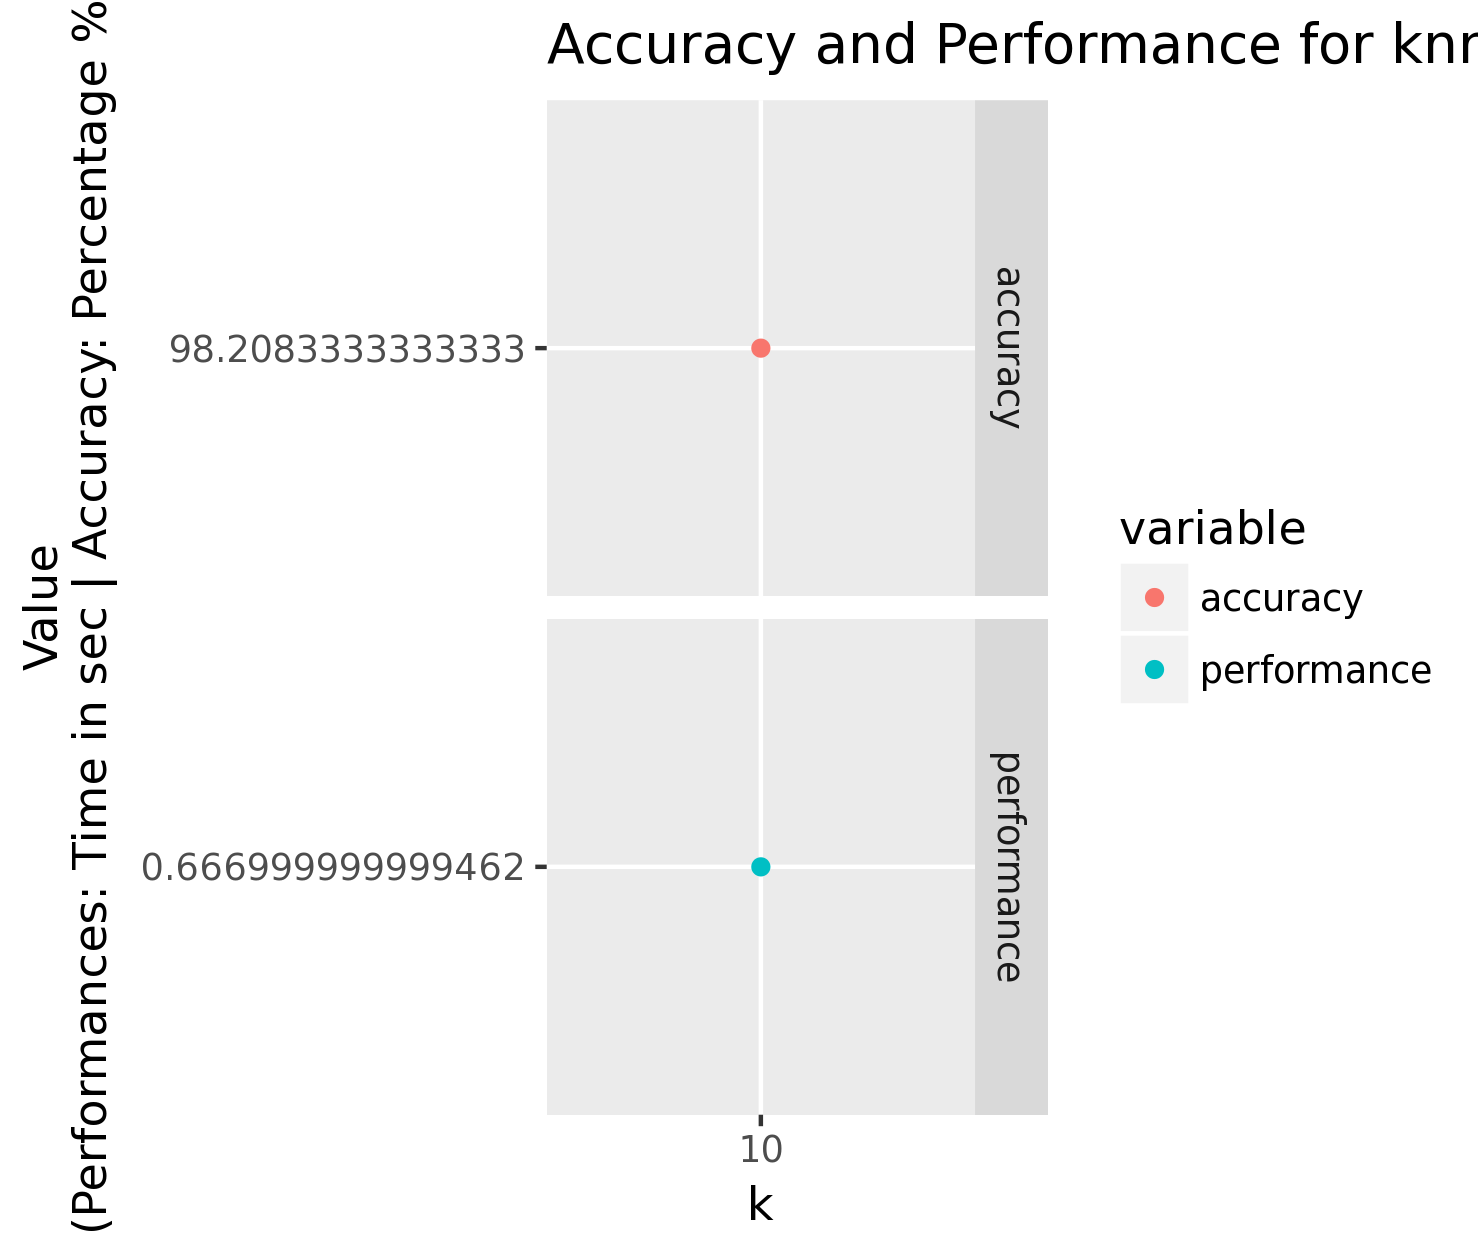 Accuracy and Performance for knr
Value
(Performances: Time in sec | Accuracy: Percentage %
98.2083333333333
accuracy
0.666999999999462
performance
10
k
variable
accuracy
performance